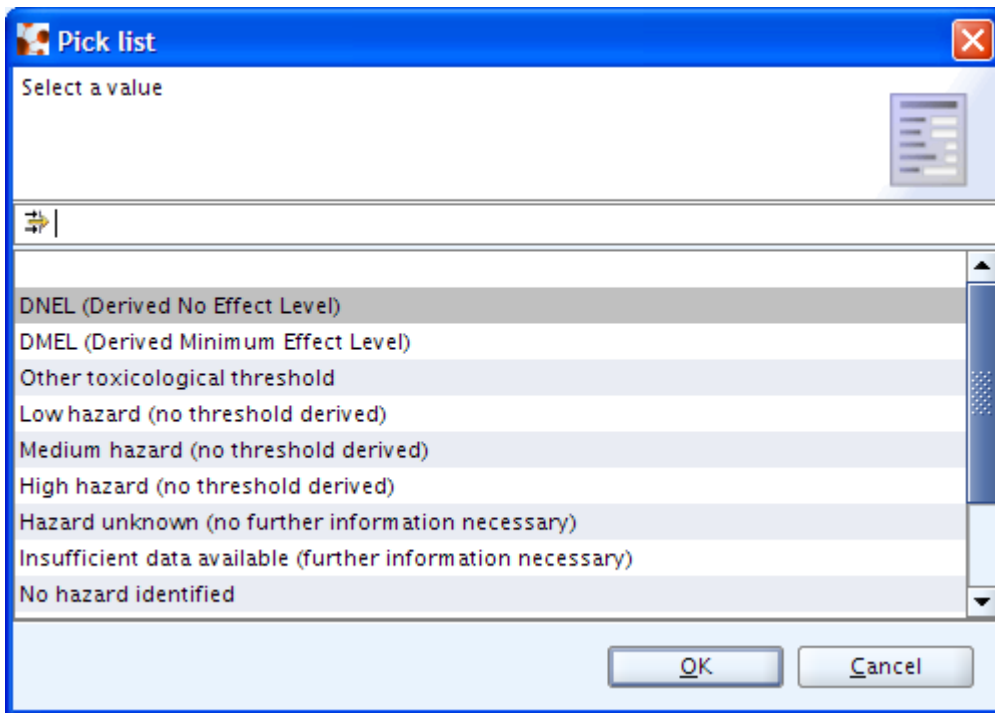 Pick list
Select a value
DNEL (Derived No Effect Level)
DMEL (Derived Minimum Effect Level)
Other toxicological threshold
Low hazard (no threshold derived)
Medium hazard (no threshold derived)
High hazard (no threshold derived)
Hazard unknown (no further information necessary)
Insufficient data available (further information necessary)
No hazard identified
OK
Cancel